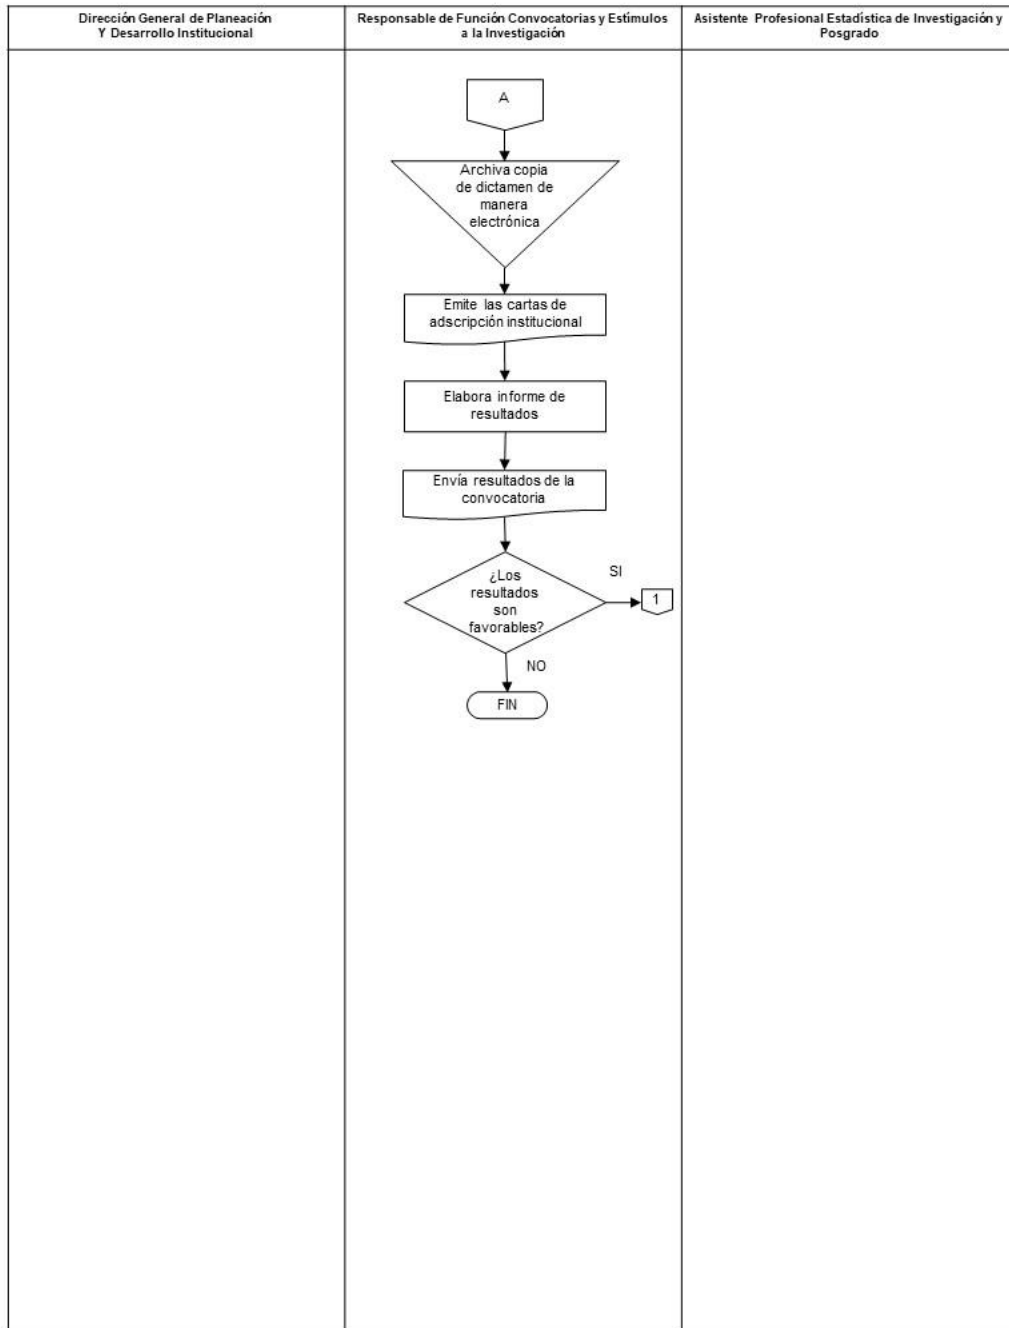 Dirección General de Planeación
Y Desarrollo Institucional
Responsable de Función Convocatorias y Estímulos
a la Investigación
Asistente Profesional Estadística de Investigación y
Posgrado
A
Archiva copia
de dictamen de
manera
electrónica
Emite las cartas de
adscripción institucional
Elabora informe de
resultados
Envía resultados de la
convocatoria
¿Los
resultados
son
favorables?
SI
1
NO
FIN